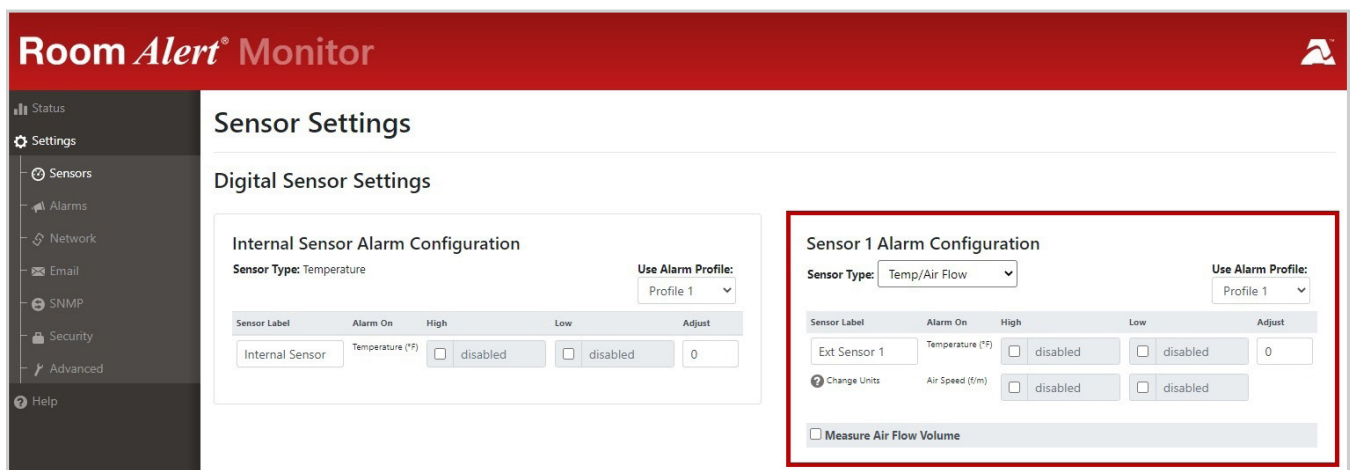 Room Alert® Monitor
Status
Settings
Sensors
Alarms
Network
Email
SNMP
Security
Advanced
Help
Sensor Settings
Digital Sensor Settings
Internal Sensor Alarm Configuration
Sensor Type: Temperature
Use Alarm Profile:
Profile 1
Sensor Label Alarm On High Low Adjust
Internal Sensor Temperature (°F) disabled disabled 0
Sensor 1 Alarm Configuration
Sensor Type: Temp/Air Flow
Use Alarm Profile:
Profile 1
Sensor Label Alarm On High Low Adjust
Ext Sensor 1 Temperature (°F) disabled disabled 0
? Change Units Air Speed (f/m) disabled disabled
Measure Air Flow Volume